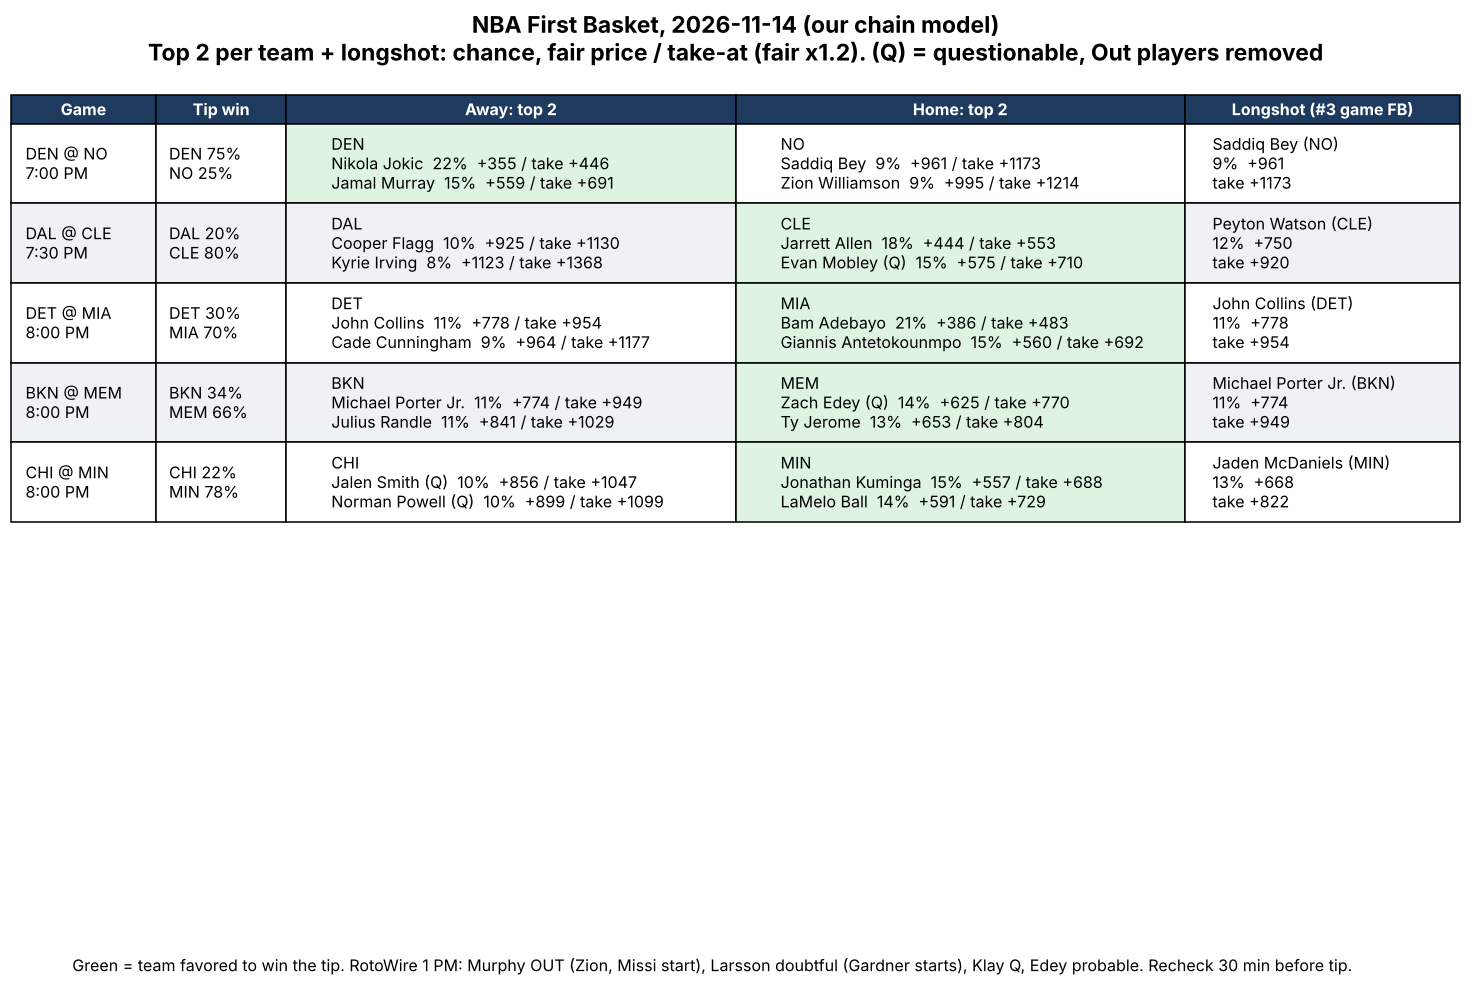 NBA First Basket, 2026-11-14 (our chain model)
Top 2 per team + longshot: chance, fair price / take-at (fair x1.2). (Q) = questionable, Out players removed
Game
Tip win
Away: top 2
Home: top 2
Longshot (#3 game FB)
DEN @ NO
7:00 PM
DEN 75%
NO 25%
DEN
Nikola Jokic 22% +355 / take +446
Jamal Murray 15% +559 / take +691
NO
Saddiq Bey 9% +961 / take +1173
Zion Williamson 9% +995 / take +1214
Saddiq Bey (NO)
9% +961
take +1173
DAL @ CLE
7:30 PM
DAL 20%
CLE 80%
DAL
Cooper Flagg 10% +925 / take +1130
Kyrie Irving 8% +1123 / take +1368
CLE
Jarrett Allen 18% +444 / take +553
Evan Mobley (Q) 15% +575 / take +710
Peyton Watson (CLE)
12% +750
take +920
DET @ MIA
8:00 PM
DET 30%
MIA 70%
DET
John Collins 11% +778 / take +954
Cade Cunningham 9% +964 / take +1177
MIA
Bam Adebayo 21% +386 / take +483
Giannis Antetokounmpo 15% +560 / take +692
John Collins (DET)
11% +778
take +954
BKN @ MEM
8:00 PM
BKN 34%
MEM 66%
BKN
Michael Porter Jr. 11% +774 / take +949
Julius Randle 11% +841 / take +1029
MEM
Zach Edey (Q) 14% +625 / take +770
Ty Jerome 13% +653 / take +804
Michael Porter Jr. (BKN)
11% +774
take +949
CHI @ MIN
8:00 PM
CHI 22%
MIN 78%
CHI
Jalen Smith (Q) 10% +856 / take +1047
Norman Powell (Q) 10% +899 / take +1099
MIN
Jonathan Kuminga 15% +557 / take +688
LaMelo Ball 14% +591 / take +729
Jaden McDaniels (MIN)
13% +668
take +822
Green = team favored to win the tip. RotoWire 1 PM: Murphy OUT (Zion, Missi start), Larsson doubtful (Gardner starts), Klay Q, Edey probable. Recheck 30 min before tip.